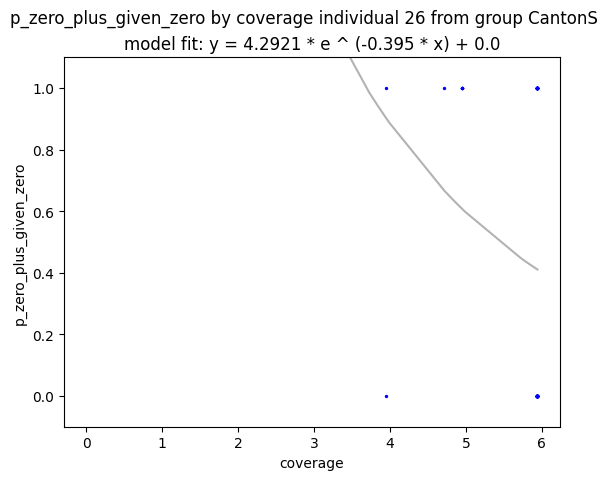 p_zero_plus_given_zero by coverage individual 26 from group CantonS
model fit: y = 4.2921 * e ^ (-0.395 * x) + 0.0
p_zero_plus_given_zero
1.0
0.8
0.6
0.4
0.2
0.0
0 1 2 3 4 5 6
coverage